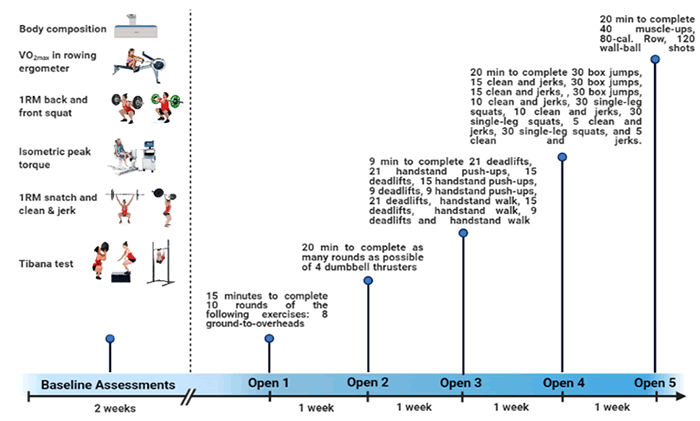 Body composition
VO2max in rowing
ergometer
1RM back and
front squat
Isometric peak
torque
1RM snatch and
clean & jerk
Tibana test
15 minutes to complete
10 rounds of the
following exercises: 8
ground-to-overheads
20 min to complete as
many rounds as possible
of 4 dumbbell thrusters
9 min to complete 21 deadlifts,
21 handstand push-ups, 15
deadlifts, 15 handstand push-ups,
9 deadlifts, 9 handstand push-ups,
21 deadlifts, handstand walk, 15
deadlifts, handstand walk, 9
deadlifts and handstand walk
20 min to complete 30 box jumps,
15 clean and jerks, 30 box jumps,
15 clean and jerks, , 30 box jumps,
10 clean and jerks, 30 single-leg
squats, 10 clean and jerks, 30
single-leg squats, 5 clean and
jerks, 30 single-leg squats, and 5
clean and jerks.
20 min to complete
40 muscle-ups,
80-cal. Row, 120
wall-ball shots
Baseline Assessments
Open 1
Open 2
Open 3
Open 4
Open 5
2 weeks
1 week
1 week
1 week
1 week